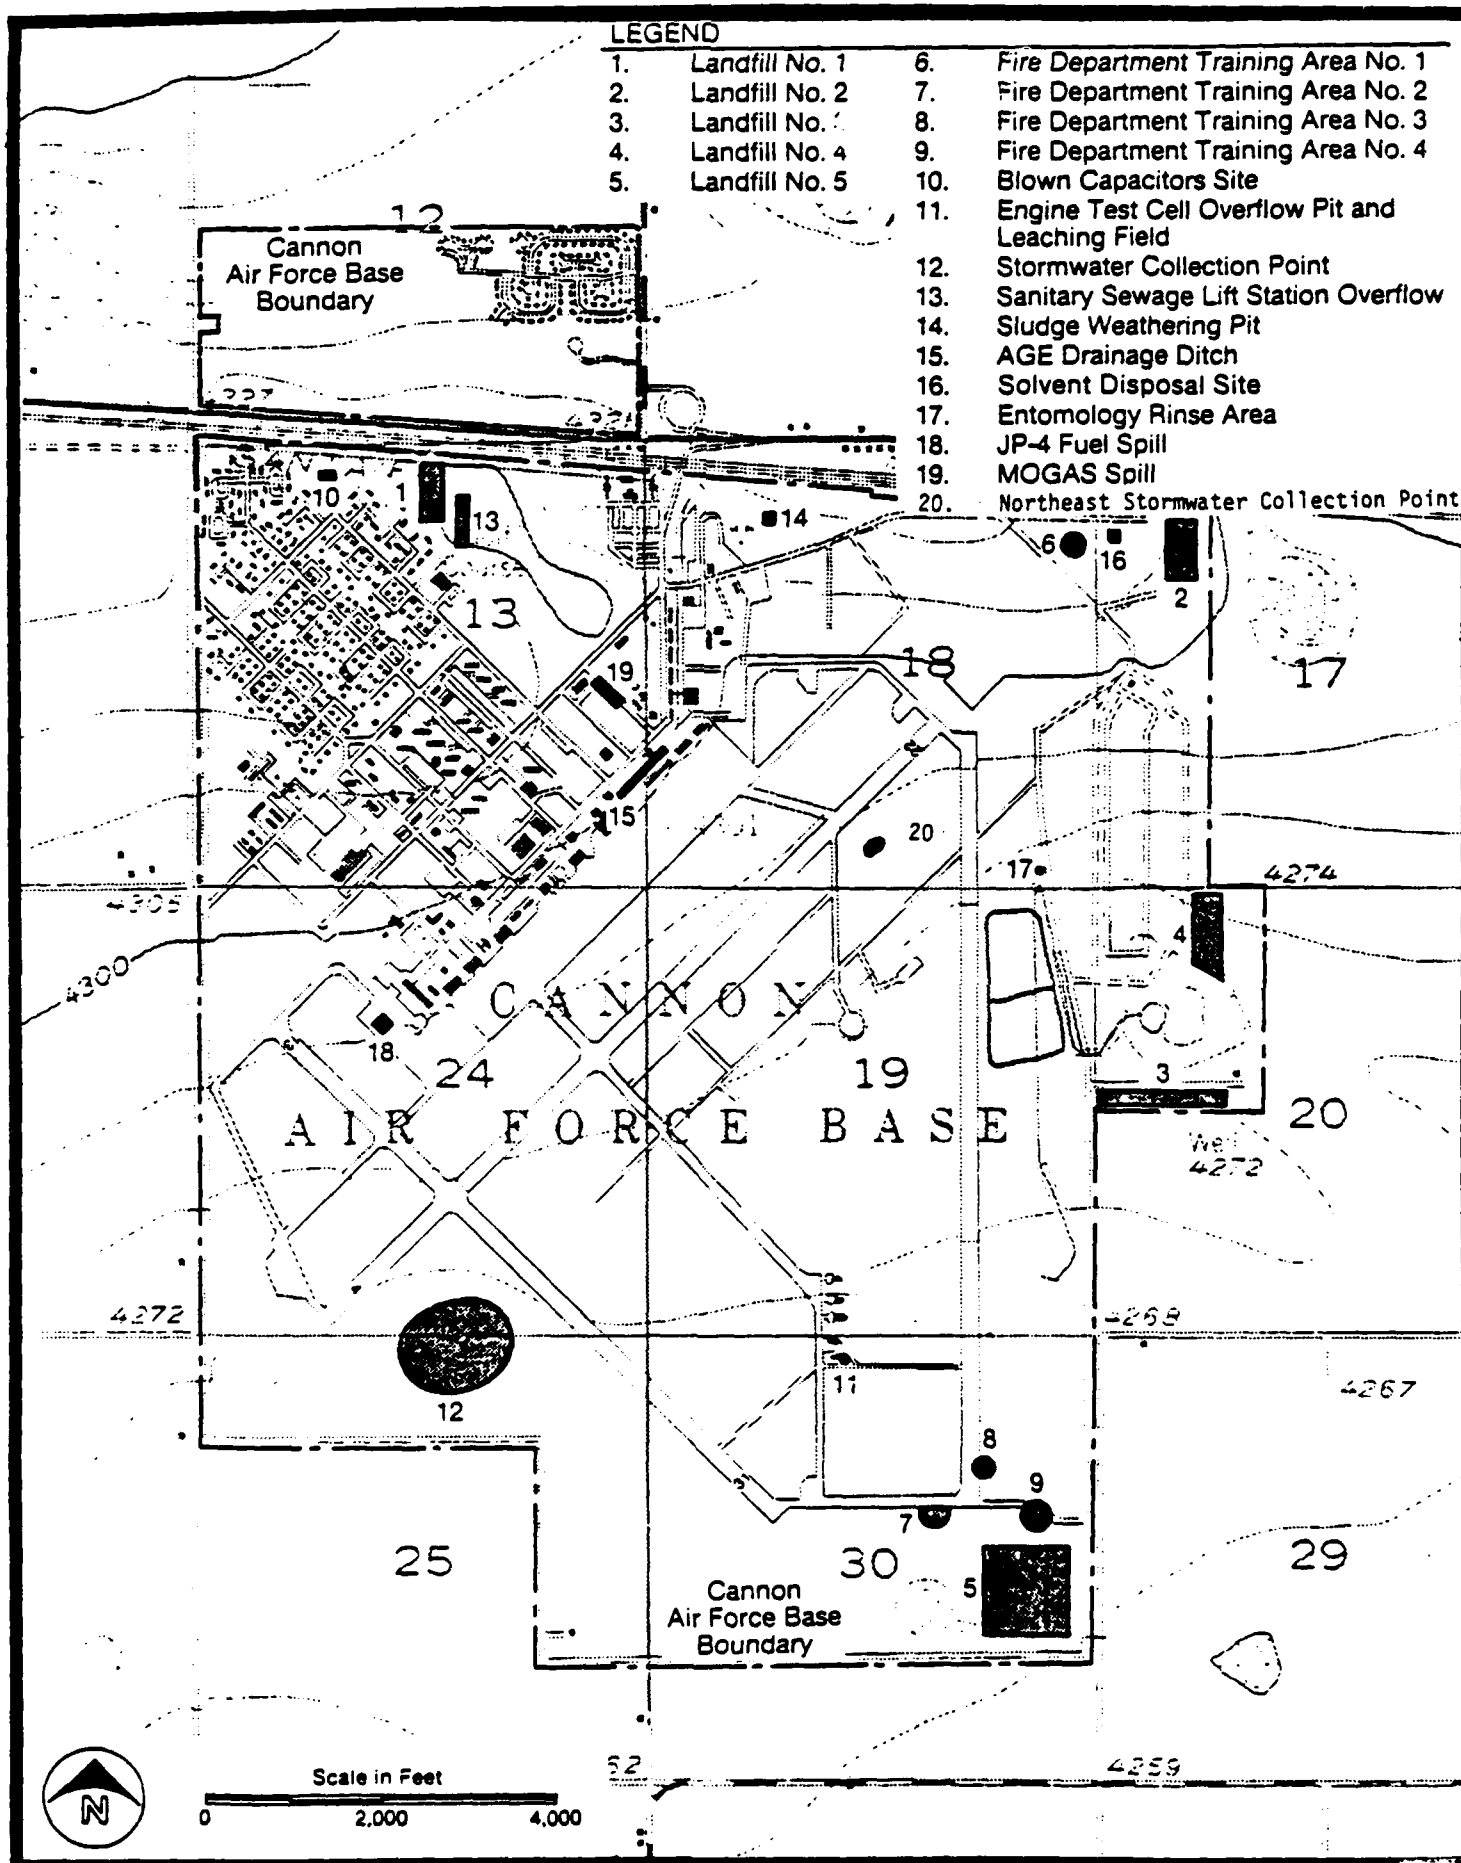 LEGEND
1. Landfill No. 1
2. Landfill No. 2
3. Landfill No.
4. Landfill No. 4
5. Landfill No. 5
6. Fire Department Training Area No. 1
7. Fire Department Training Area No. 2
8. Fire Department Training Area No. 3
9. Fire Department Training Area No. 4
10. Blown Capacitors Site
11. Engine Test Cell Overflow Pit and
Leaching Field
12. Stormwater Collection Point
13. Sanitary Sewage Lift Station Overflow
14. Sludge Weathering Pit
15. AGE Drainage Ditch
16. Solvent Disposal Site
17. Entomology Rinse Area
18. JP-4 Fuel Spill
19. MOGAS Spill
20. Northeast Stormwater Collection Point
12
Cannon
Air Force Base
Boundary
10
1
13
14
6
16
2
13
18
17
19
15
20
17
4274
4305
4
4300
CANNON
18
24
19
3
20
AIR FORCE BASE
Well
4272
4272
4268
11
4267
12
8
9
7
25
30
29
5
Cannon
Air Force Base
Boundary
N
Scale in Feet
0 2,000 4,000
4259